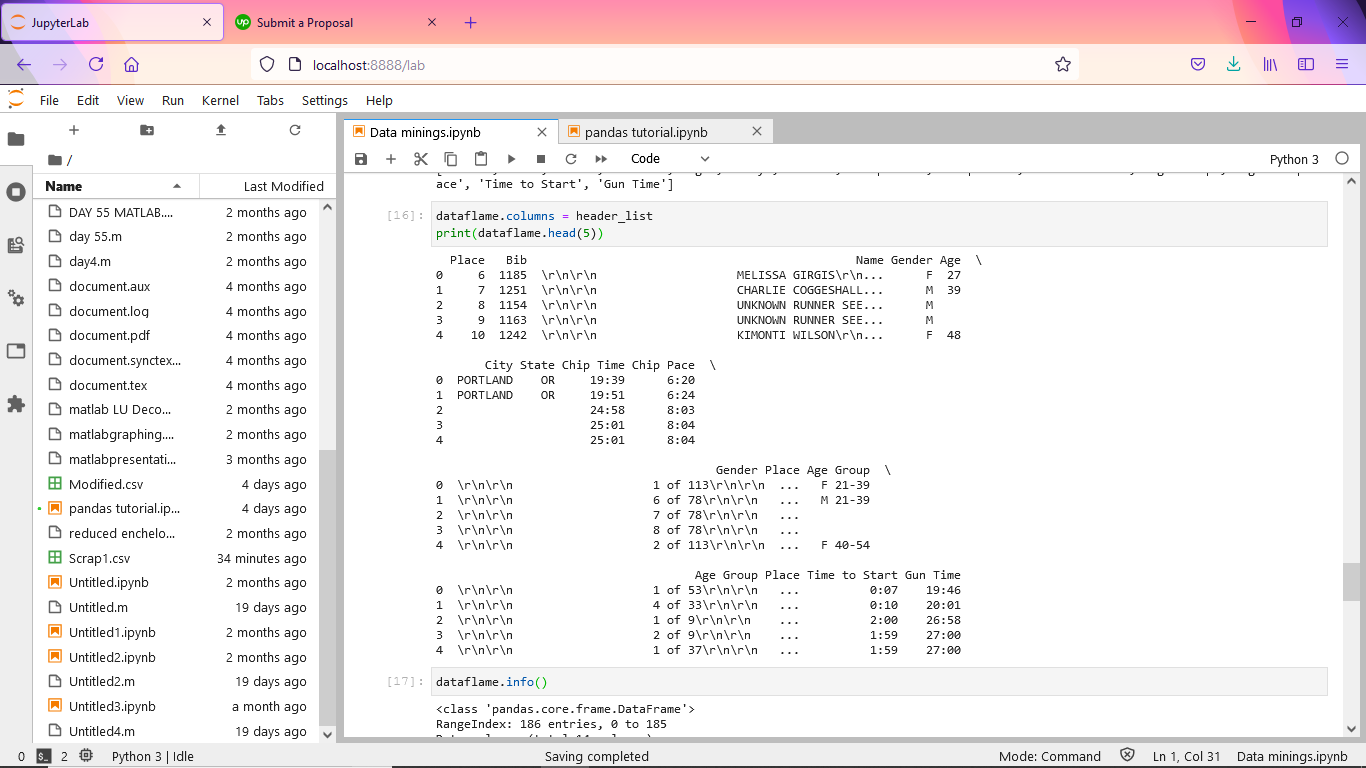 JupyterLab
Submit a Proposal
localhost:8888/lab
File Edit View Run Kernel Tabs Settings Help
Data minings.ipynb
pandas tutorial.ipynb
/
Code
Python 3
Name Last Modified
DAY 55 MATLAB.... 2 months ago
day 55.m 2 months ago
day4.m 2 months ago
document.aux 4 months ago
document.log 4 months ago
document.pdf 4 months ago
document.synctex... 4 months ago
document.tex 4 months ago
matlab LU Deco... 2 months ago
matlabgraphing.... 2 months ago
matlabpresentati... 3 months ago
Modified.csv 4 days ago
pandas tutorial.ip... 4 days ago
reduced enchelo... 2 months ago
Scrap1.csv 34 minutes ago
Untitled.ipynb 2 months ago
Untitled.m 19 days ago
Untitled1.ipynb 2 months ago
Untitled2.ipynb 2 months ago
Untitled2.m 19 days ago
Untitled3.ipynb a month ago
Untitled4.m 19 days ago
ace', 'Time to Start', 'Gun Time']
[16]: dataflame.columns = header_list
print(dataflame.head(5))
Place Bib Name Gender Age \
0 6 1185 \r\n\r\n MELISSA GIRGIS\r\n... F 27
1 7 1251 \r\n\r\n CHARLIE COGGESHALL... M 39
2 8 1154 \r\n\r\n UNKNOWN RUNNER SEE... M
3 9 1163 \r\n\r\n UNKNOWN RUNNER SEE... M
4 10 1242 \r\n\r\n KIMONTI WILSON\r\n... F 48
City State Chip Time Chip Pace \
0 PORTLAND OR 19:39 6:20
1 PORTLAND OR 19:51 6:24
2 24:58 8:03
3 25:01 8:04
4 25:01 8:04
Gender Place Age Group \
0 \r\n\r\n 1 of 113\r\n\r\n ... F 21-39
1 \r\n\r\n 6 of 78\r\n\r\n ... M 21-39
2 \r\n\r\n 7 of 78\r\n\r\n ...
3 \r\n\r\n 8 of 78\r\n\r\n ...
4 \r\n\r\n 2 of 113\r\n\r\n ... F 40-54
Age Group Place Time to Start Gun Time
0 \r\n\r\n 1 of 53\r\n\r\n ... 0:07 19:46
1 \r\n\r\n 4 of 33\r\n\r\n ... 0:10 20:01
2 \r\n\r\n 1 of 9\r\n\r\n ... 2:00 26:58
3 \r\n\r\n 2 of 9\r\n\r\n ... 1:59 27:00
4 \r\n\r\n 1 of 37\r\n\r\n ... 1:59 27:00
[17]: dataflame.info()
<class 'pandas.core.frame.DataFrame'>
RangeIndex: 186 entries, 0 to 185
0 2 Python 3 | Idle Saving completed Mode: Command Ln 1, Col 31 Data minings.ipynb